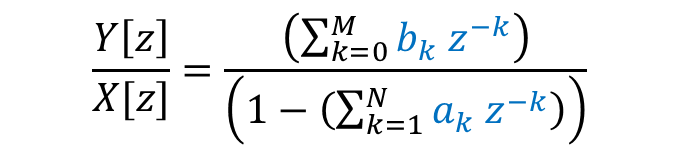 Y[z]/X[z] = (∑_{k=0}^{M} b_k z^{-k}) / (1 − (∑_{k=1}^{N} a_k z^{-k}))